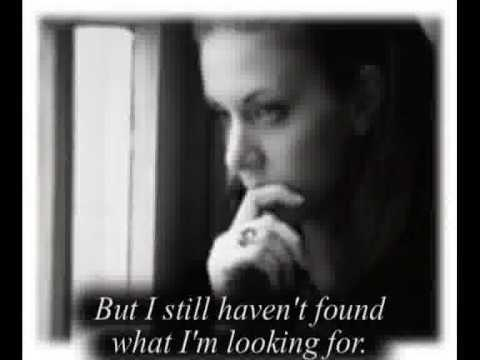 But I still haven't found
what I'm looking for.